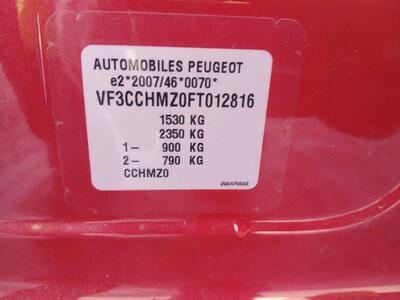 AUTOMOBILES PEUGEOT
e2*2007/46*0070*
VF3CCHMZ0FT012816
1530 KG
2350 KG
1– 900 KG
2– 790 KG
CCHMZ0
200470502